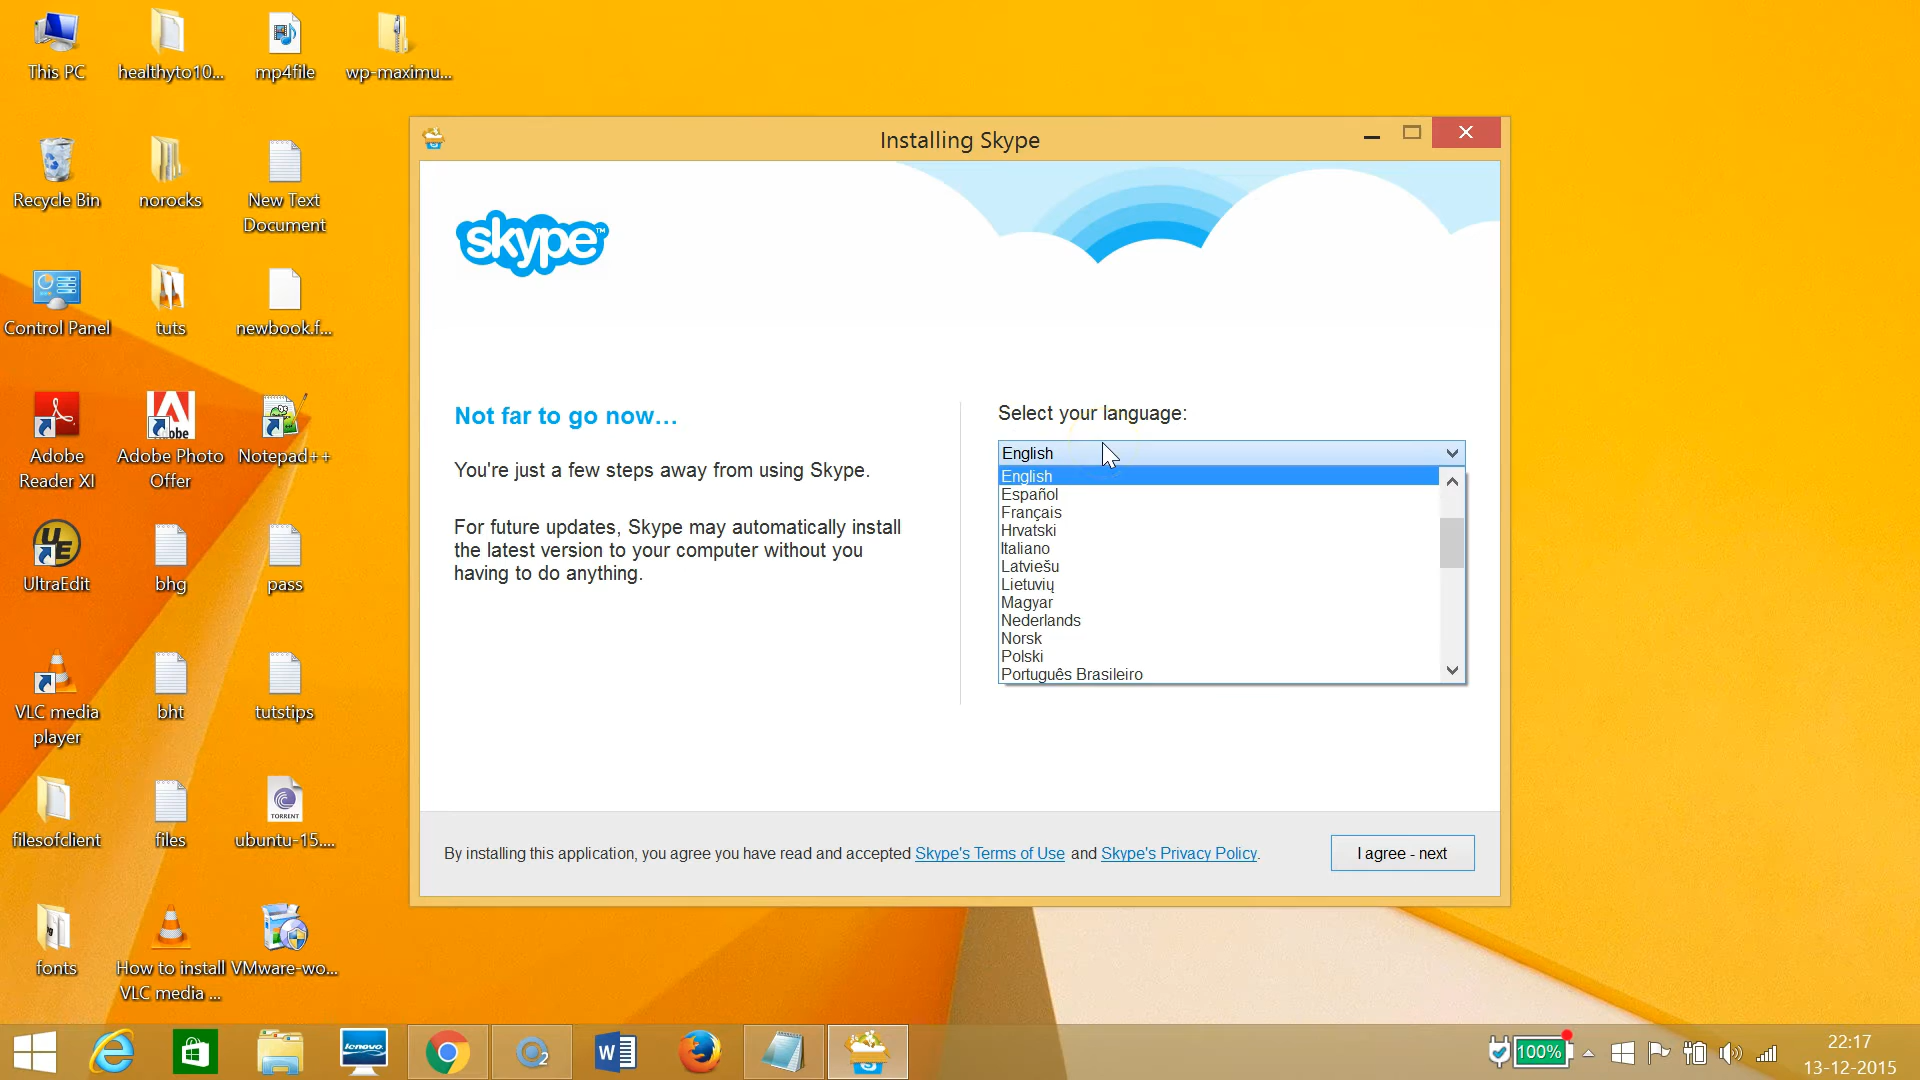 This PC
healthyto10...
mp4file
wp-maximu...
Recycle Bin
norocks
New Text
Document
Control Panel
tuts
newbook.f...
Adobe
Reader XI
Adobe Photo
Offer
Notepad++
UltraEdit
bhg
pass
VLC media
player
bht
tutstips
filesofclient
files
TORRENT
ubuntu-15....
fonts
How to install
VLC media ...
VMware-wo...
Installing Skype
skype™
Not far to go now…
You're just a few steps away from using Skype.
For future updates, Skype may automatically install
the latest version to your computer without you
having to do anything.
Select your language:
English
English
Español
Français
Hrvatski
Italiano
Latviešu
Lietuvių
Magyar
Nederlands
Norsk
Polski
Português Brasileiro
By installing this application, you agree you have read and accepted Skype's Terms of Use and Skype's Privacy Policy.
I agree - next
lenovo
100%
22:17
13-12-2015